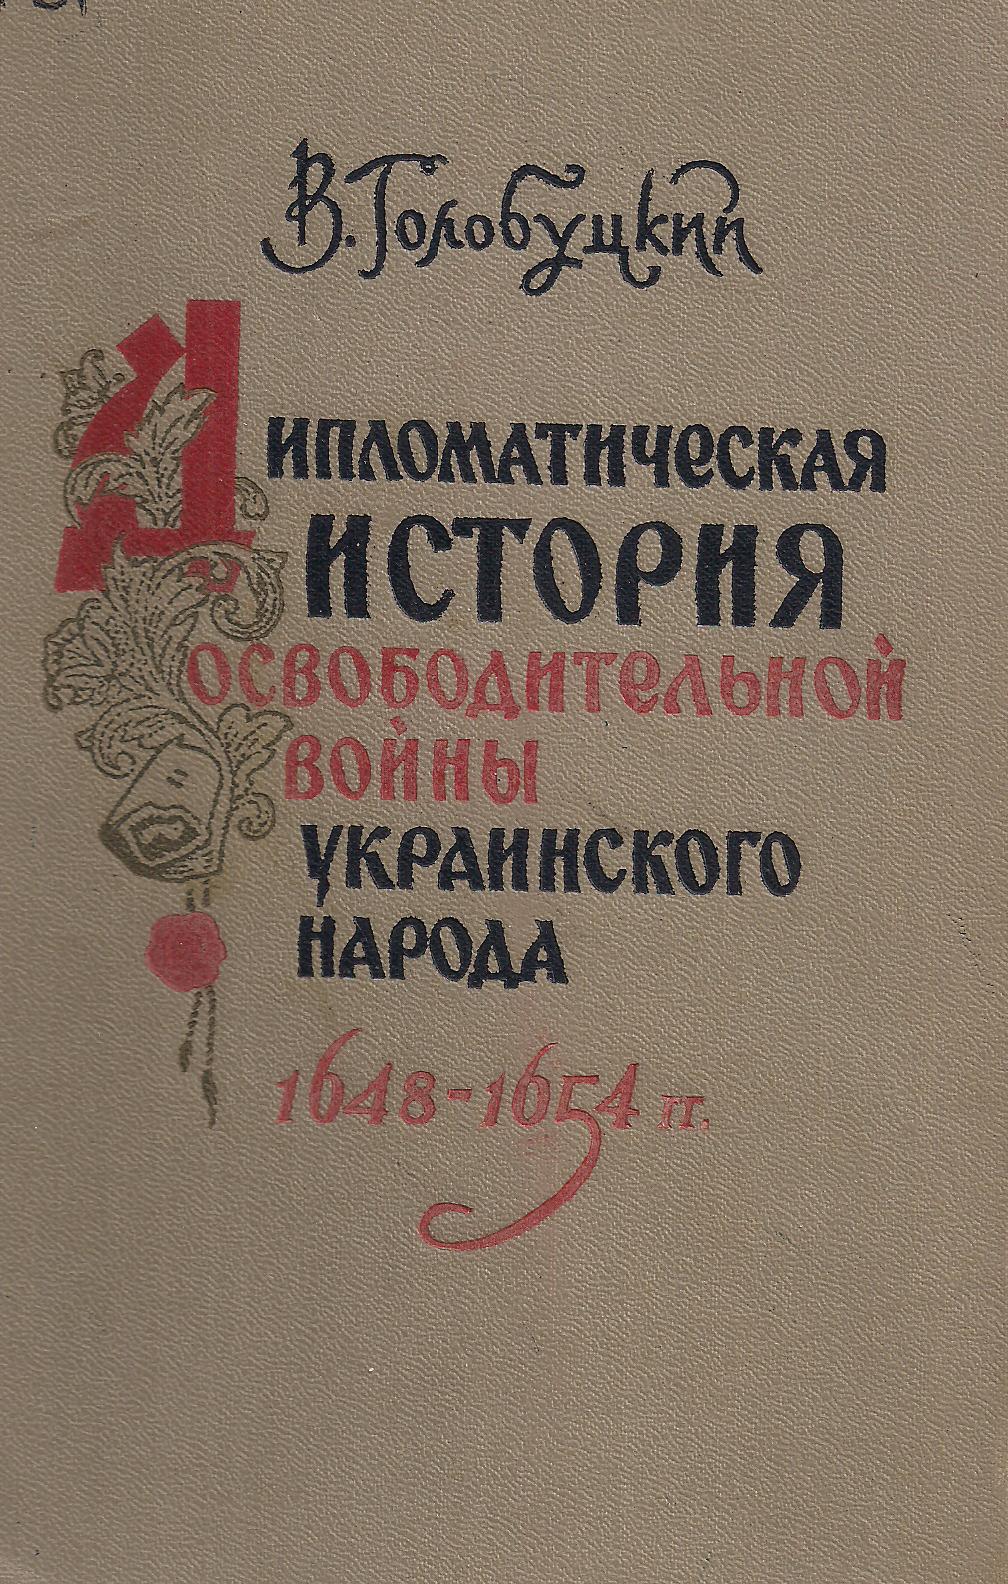 В. Голобуцкий
Дипломатическая
история
освободительной
войны
украинского
народа
1648-1654 гг.